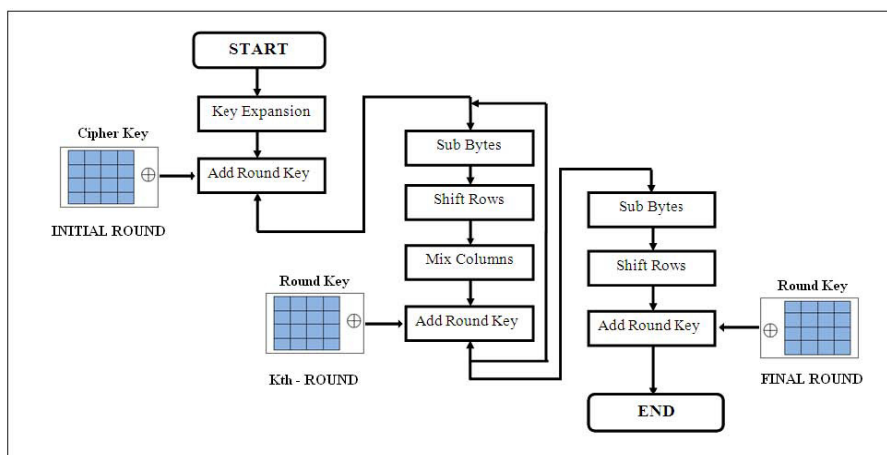 START
Key Expansion
Cipher Key
Add Round Key
INITIAL ROUND
Sub Bytes
Shift Rows
Mix Columns
Round Key
Add Round Key
Kth - ROUND
Sub Bytes
Shift Rows
Round Key
Add Round Key
FINAL ROUND
END